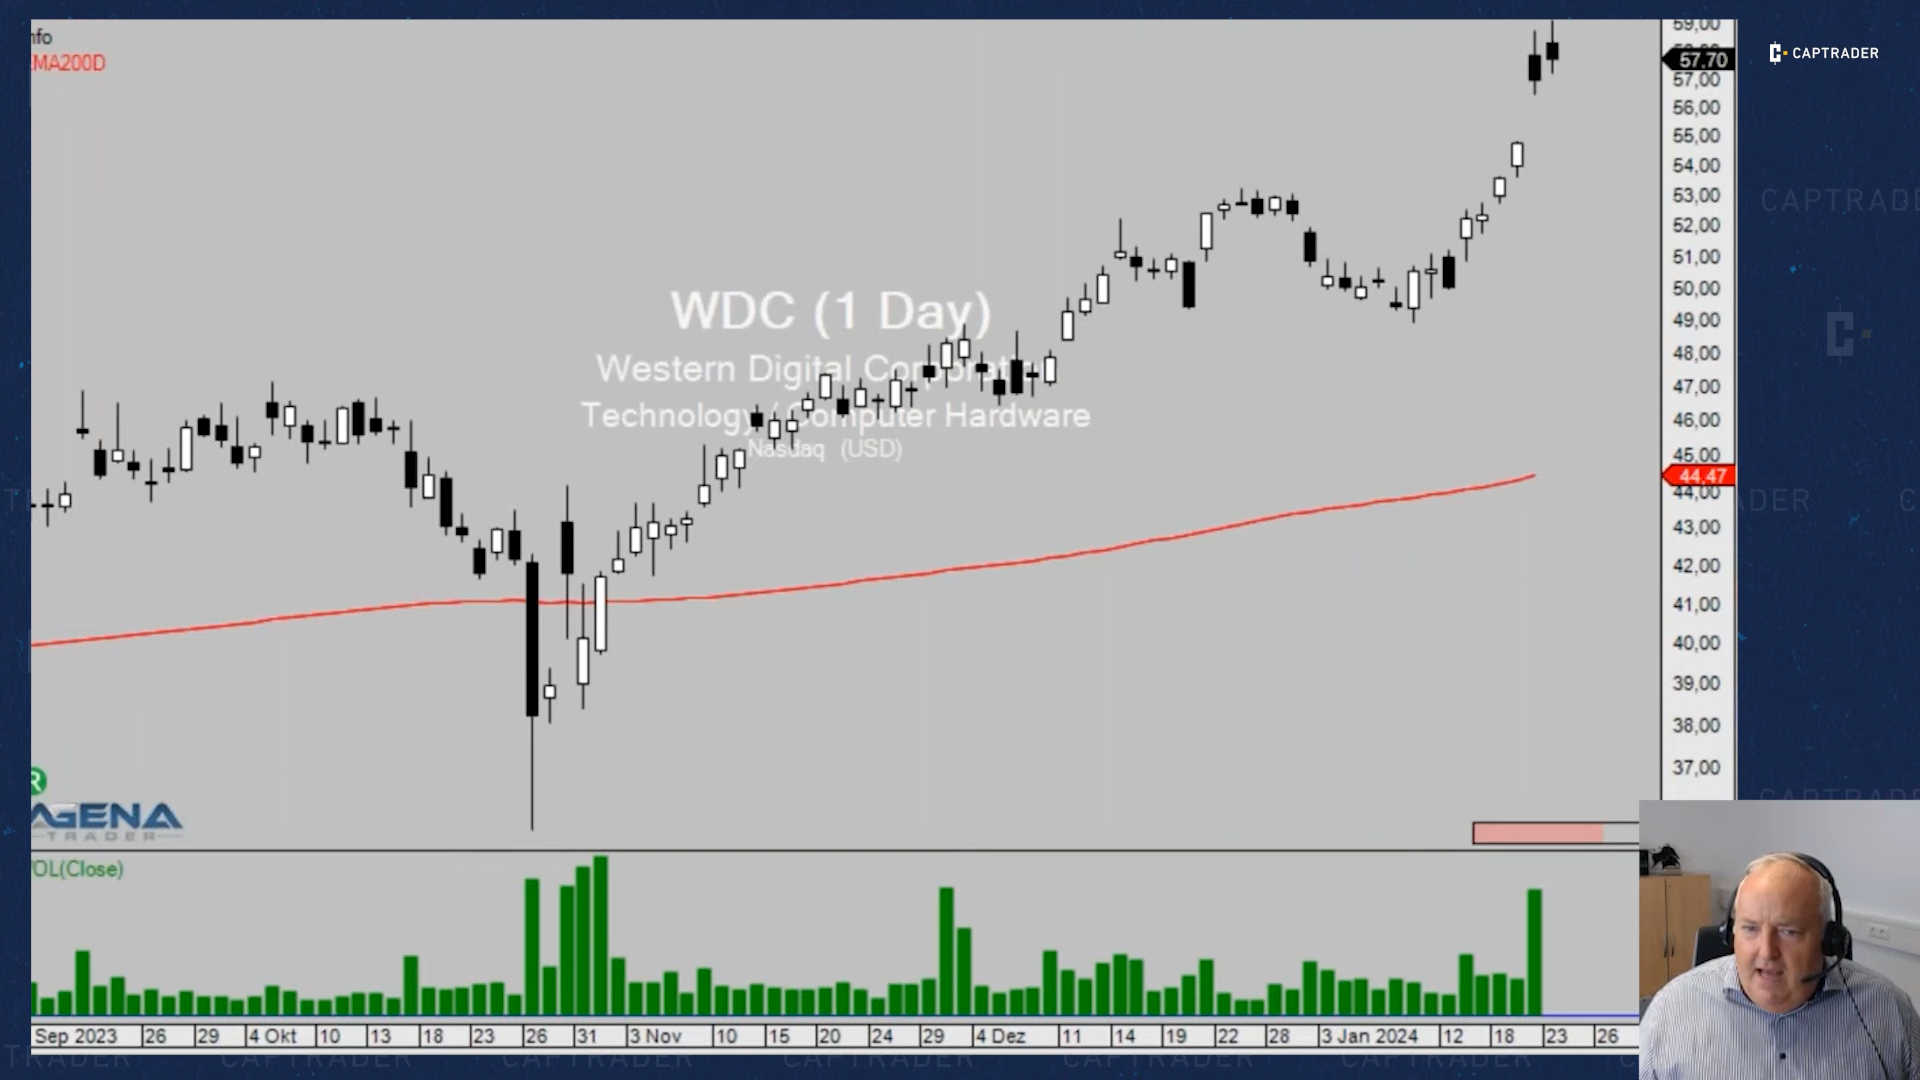 nfo
EMA200D
WDC (1 Day)
Western Digital Corporation
Technology / Computer Hardware
Nasdaq (USD)
AGENA
TRADER
R
VOL(Close)
59,00
57.70
57,00
56,00
55,00
54,00
53,00
52,00
51,00
50,00
49,00
48,00
47,00
46,00
45,00
44.47
44,00
43,00
42,00
41,00
40,00
39,00
38,00
37,00
Sep 2023 26 29 4 Okt 10 13 18 23 26 31 3 Nov 10 15 20 24 29 4 Dez 11 14 19 22 28 3 Jan 2024 12 18 23 26
CAPTRADER
CAPTRADE